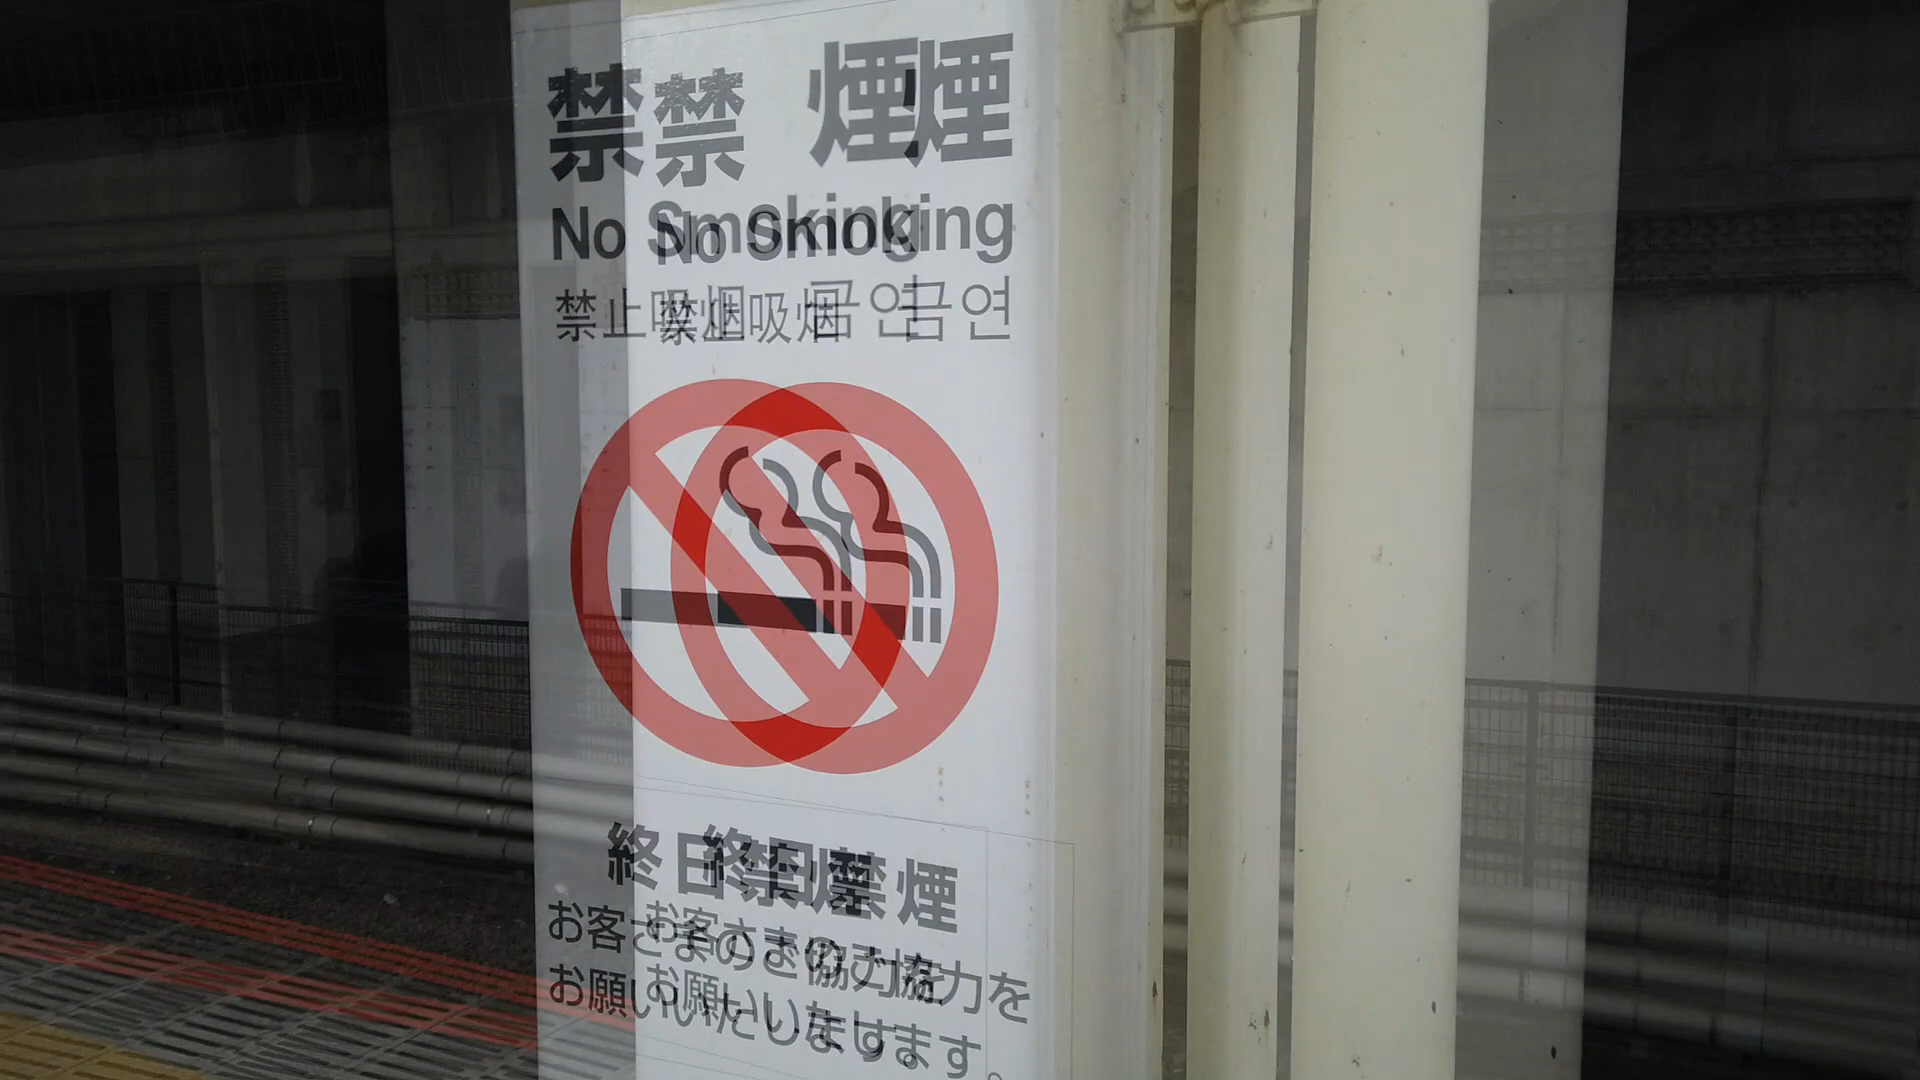 禁煙
No Smoking
禁止吸烟 금연
終日禁煙
お客さまのご協力を
お願いいたします。